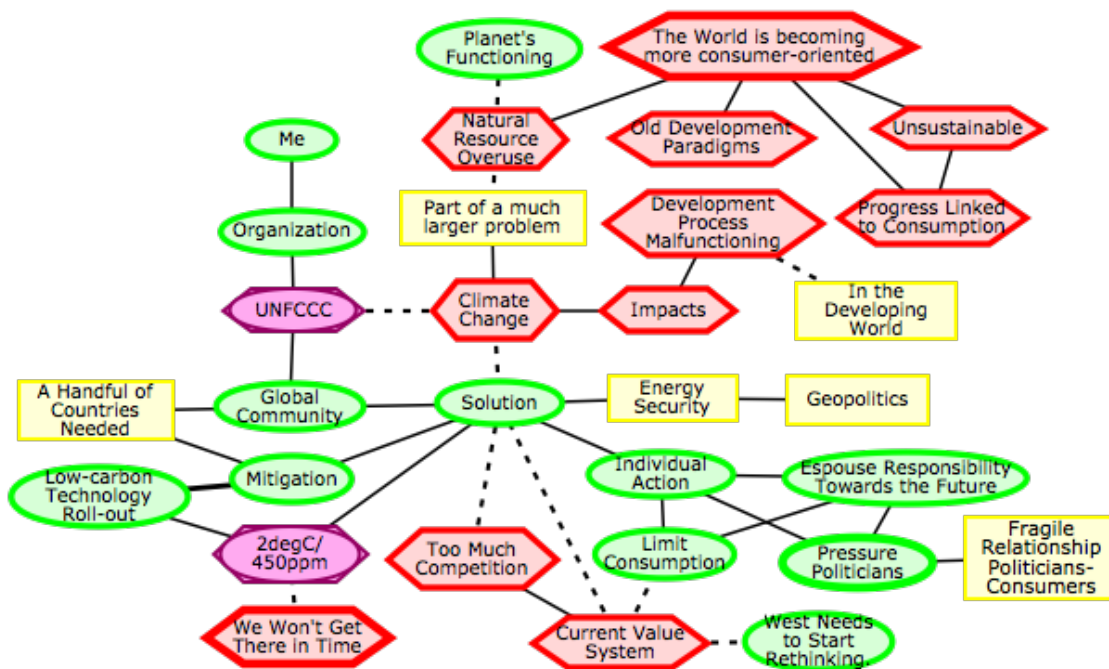 Planet's
Functioning
The World is becoming
more consumer-oriented
Natural
Resource
Overuse
Old Development
Paradigms
Unsustainable
Me
Part of a much
larger problem
Development
Process
Malfunctioning
Progress Linked
to Consumption
Organization
UNFCCC
Climate
Change
Impacts
In the
Developing
World
A Handful of
Countries
Needed
Global
Community
Solution
Energy
Security
Geopolitics
Low-carbon
Technology
Roll-out
Mitigation
Individual
Action
Espouse Responsibility
Towards the Future
2degC/
450ppm
Too Much
Competition
Limit
Consumption
Pressure
Politicians
Fragile
Relationship
Politicians-
Consumers
We Won't Get
There in Time
Current Value
System
West Needs
to Start
Rethinking.